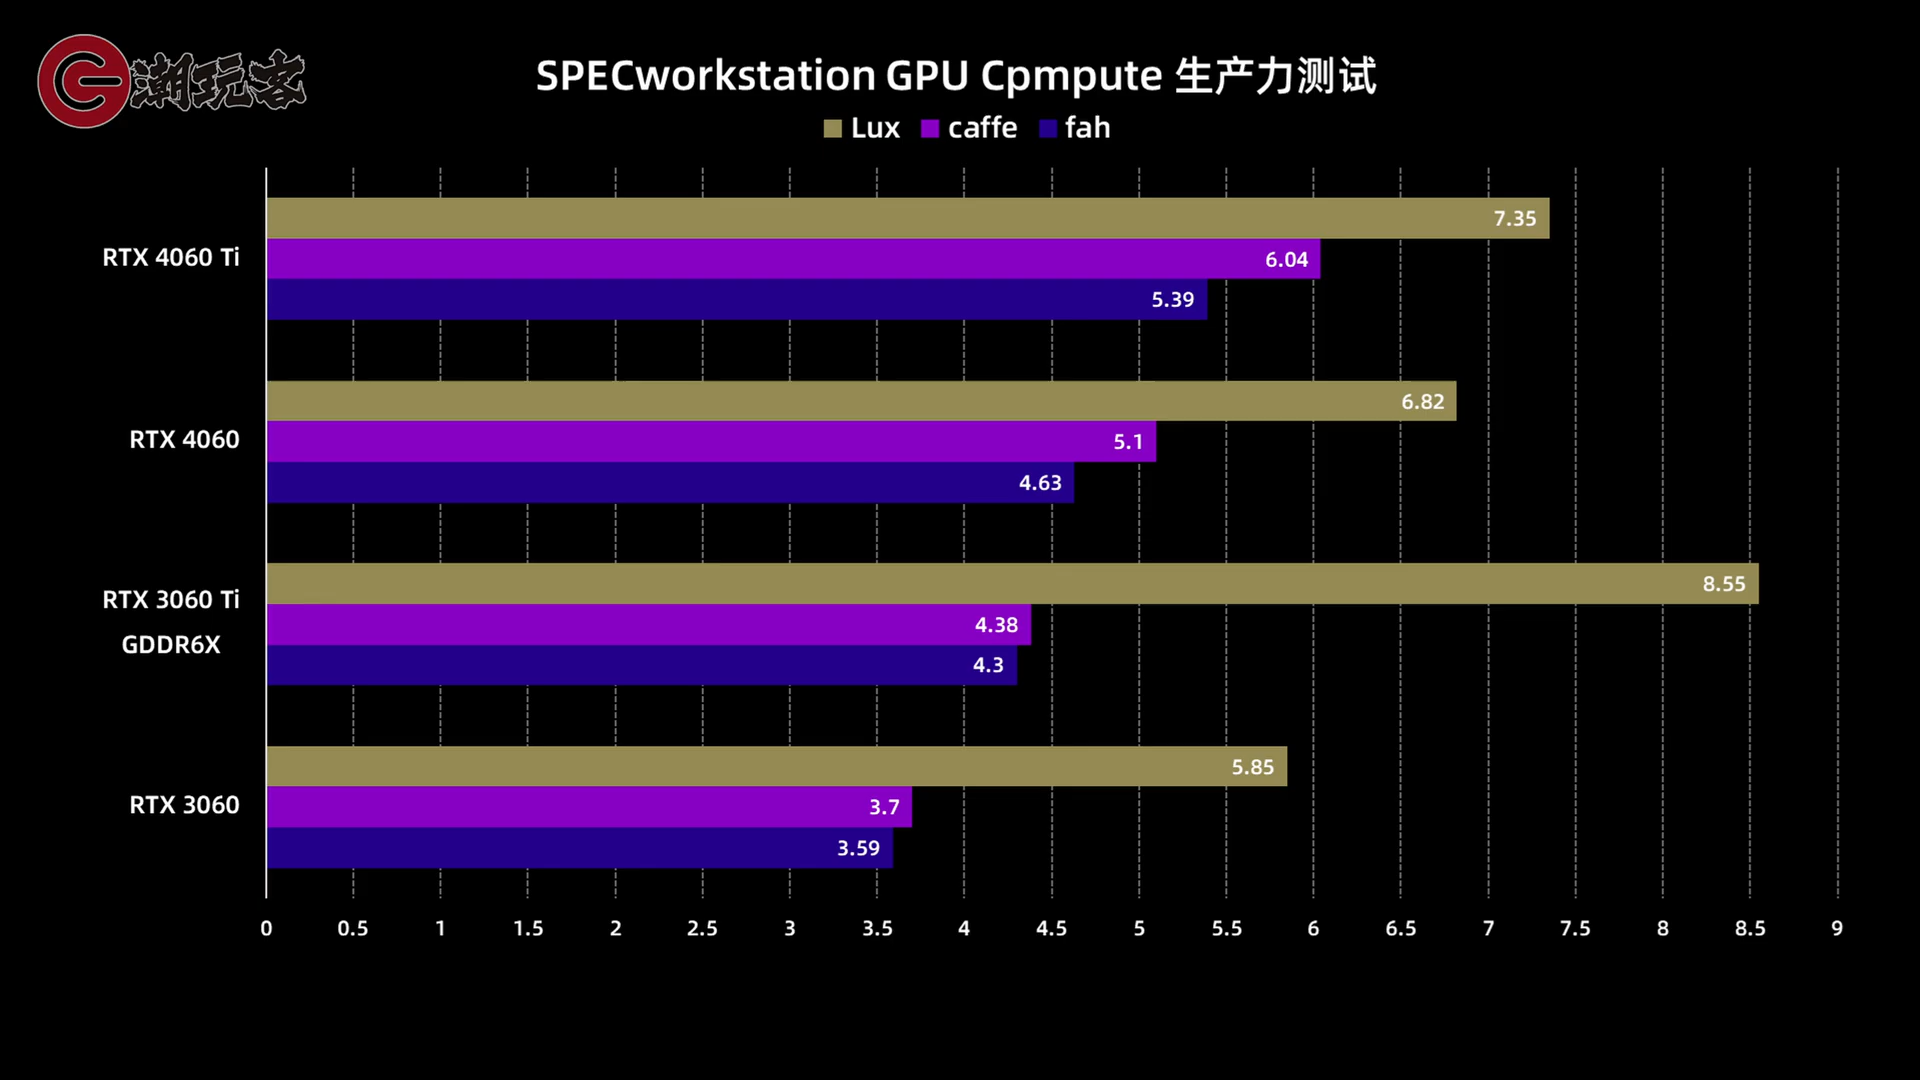 潮玩客
SPECworkstation GPU Cpmpute 生产力测试
Lux caffe fah
RTX 4060 Ti
7.35
6.04
5.39
RTX 4060
6.82
5.1
4.63
RTX 3060 Ti
GDDR6X
8.55
4.38
4.3
RTX 3060
5.85
3.7
3.59
0 0.5 1 1.5 2 2.5 3 3.5 4 4.5 5 5.5 6 6.5 7 7.5 8 8.5 9